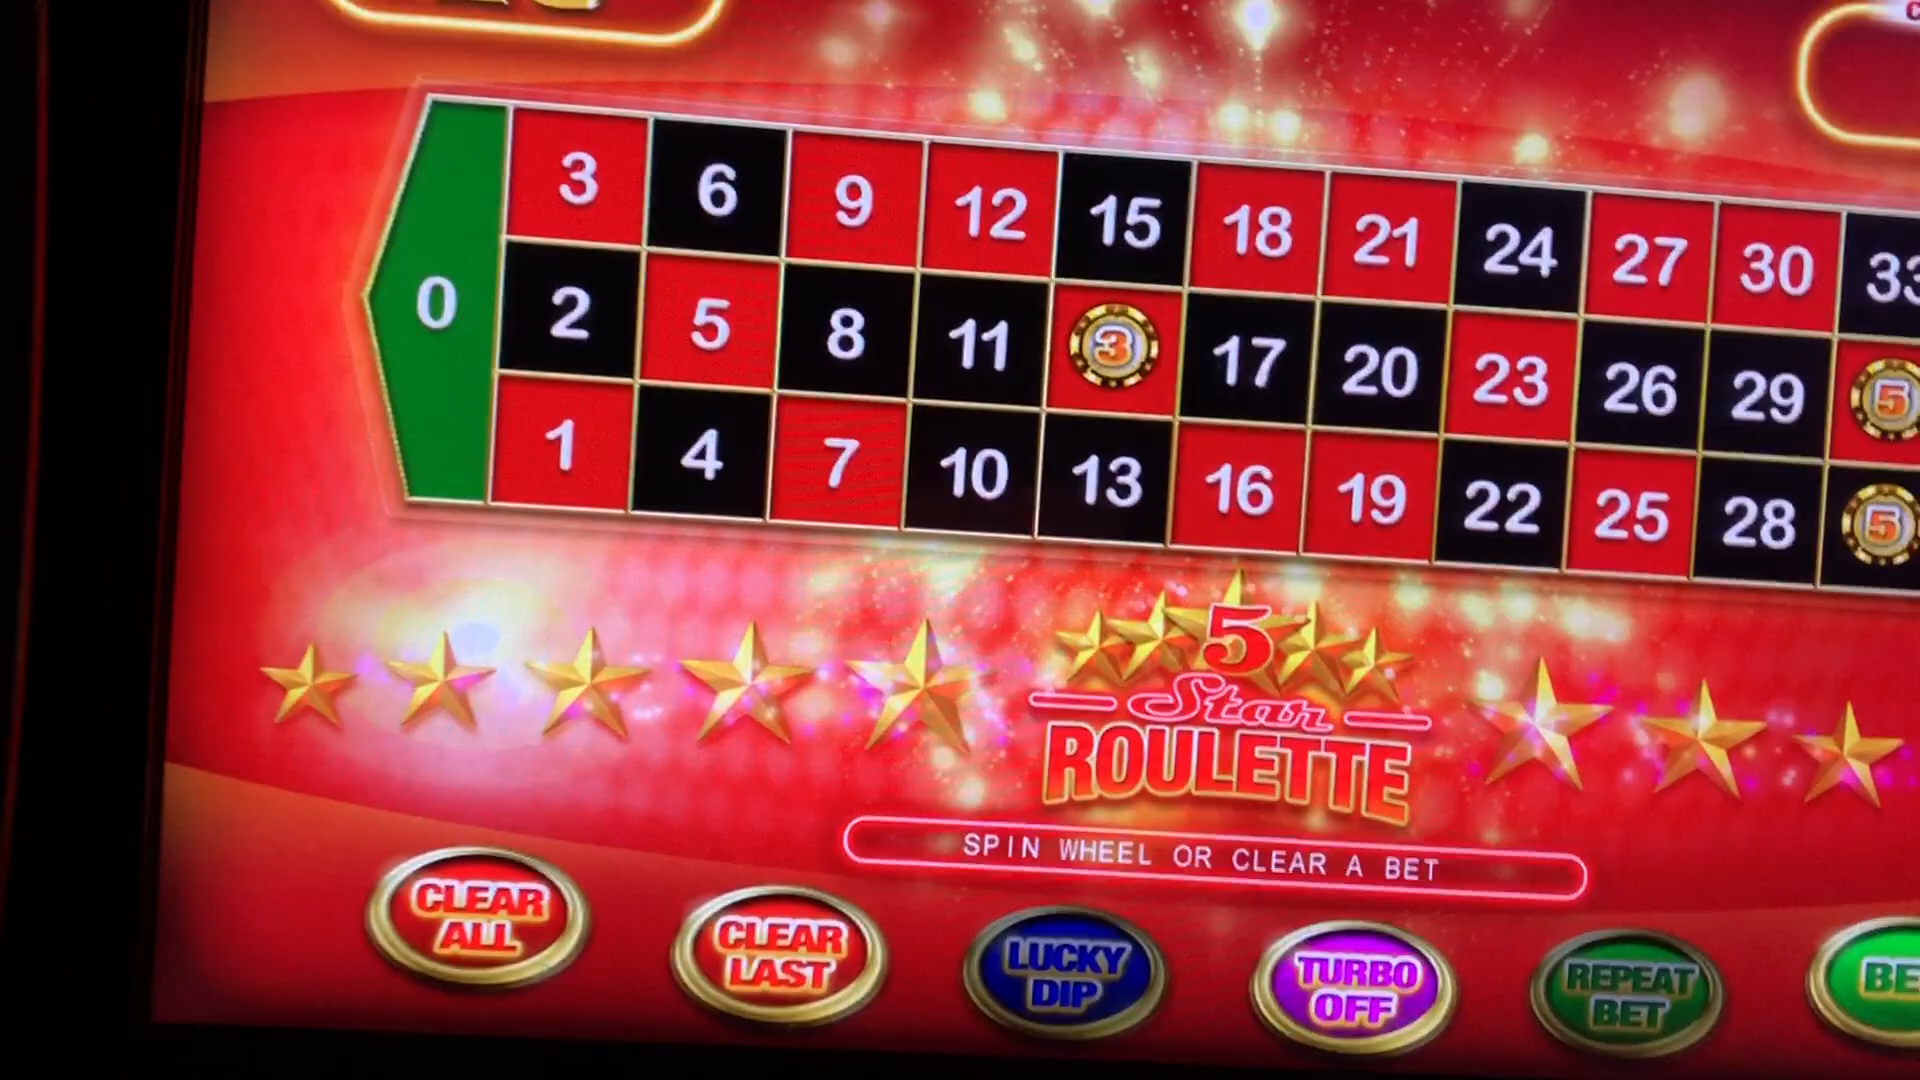 3 6 9 12 15 18 21 24 27 30 33
0 2 5 8 11 3 17 20 23 26 29 5
1 4 7 10 13 16 19 22 25 28 5
5
Star
ROULETTE
SPIN WHEEL OR CLEAR A BET
CLEAR
ALL
CLEAR
LAST
LUCKY
DIP
TURBO
OFF
REPEAT
BET
BE